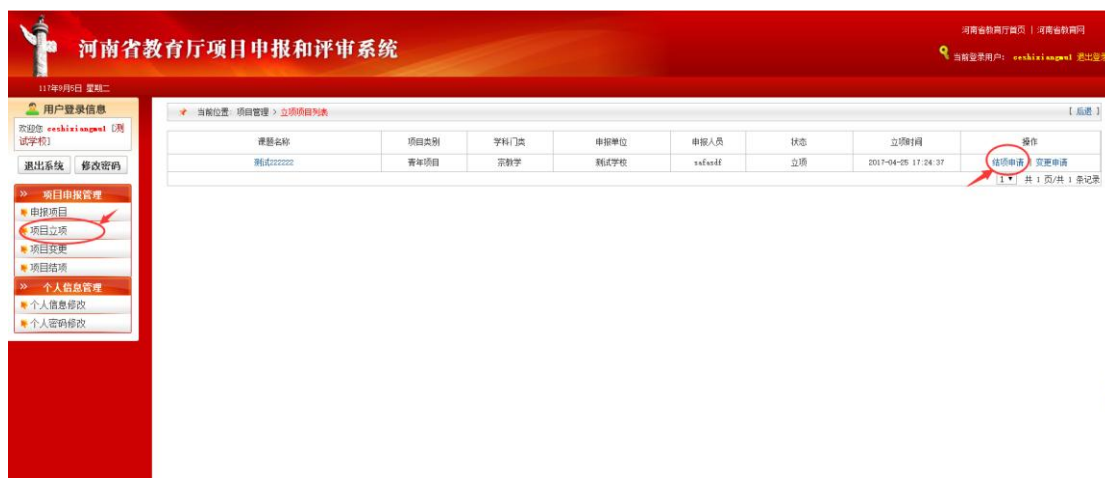 河南省教育厅首页 | 河南省教育网
河南省教育厅项目申报和评审系统
当前登录用户: ceshixiangmu1 退出登录
117年9月5日 星期二
用户登录信息
欢迎您 ceshixiangmu1 [测试学校]
退出系统 修改密码
» 项目申报管理
申报项目
项目立项
项目变更
项目结项
» 个人信息管理
个人信息修改
个人密码修改
当前位置: 项目管理 > 立项项目列表 [ 后退 ]
课题名称 项目类别 学科门类 申报单位 申报人员 状态 立项时间 操作
测试222222 青年项目 宗教学 测试学校 safasdf 立项 2017-04-25 17:24:37 结项申请 | 变更申请
1 共 1 页/共 1 条记录